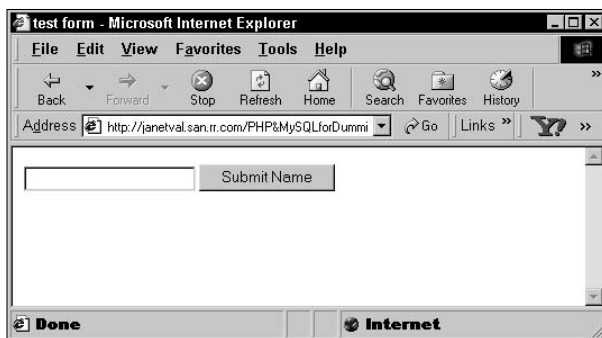 test form - Microsoft Internet Explorer
File Edit View Favorites Tools Help
Back Forward Stop Refresh Home Search Favorites History »
Address http://janetval.san.rr.com/PHP&MySQLforDummi Go Links » Y? »
Submit Name
Done Internet